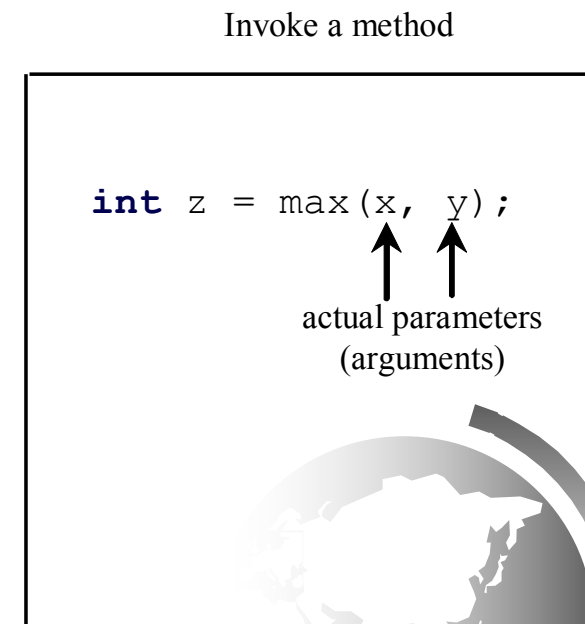 Invoke a method
int z = max(x, y);
actual parameters
(arguments)